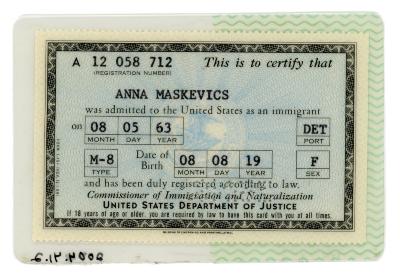 A 12 058 712 This is to certify that
(REGISTRATION NUMBER)
ANNA MASKEVICS
was admitted to the United States as an immigrant
on 08 05 63 DET
MONTH DAY YEAR PORT
M-8 Date of Birth 08 08 19 F
TYPE MONTH DAY YEAR SEX
and has been duly registered according to law.
Commissioner of Immigration and Naturalization
UNITED STATES DEPARTMENT OF JUSTICE
If 18 years of age or older, you are required by law to have this card with you at all times.